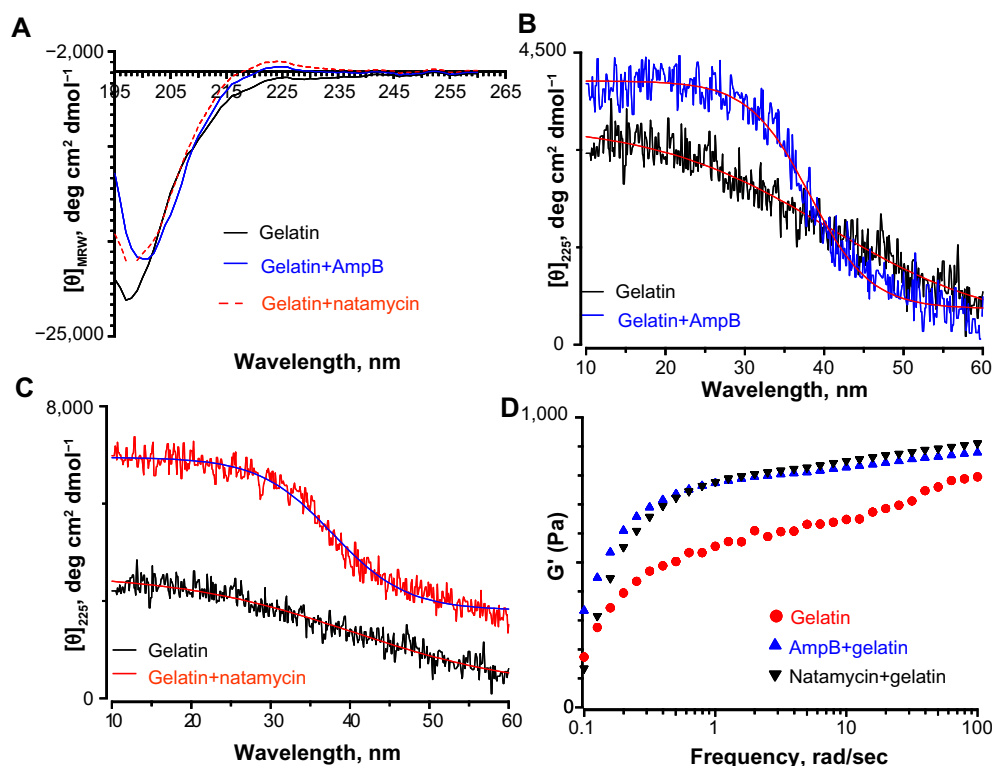 A
−2,000
195 205 215 225 235 245 255 265
[θ]MRW, deg cm² dmol⁻¹
Gelatin
Gelatin+AmpB
Gelatin+natamycin
−25,000
Wavelength, nm
B
4,500
[θ]225, deg cm² dmol⁻¹
Gelatin
Gelatin+AmpB
0
10 20 30 40 50 60
Wavelength, nm
C
8,000
[θ]225, deg cm² dmol⁻¹
Gelatin
Gelatin+natamycin
0
10 20 30 40 50 60
Wavelength, nm
D
1,000
G' (Pa)
Gelatin
AmpB+gelatin
Natamycin+gelatin
0
0.1 1 10 100
Frequency, rad/sec